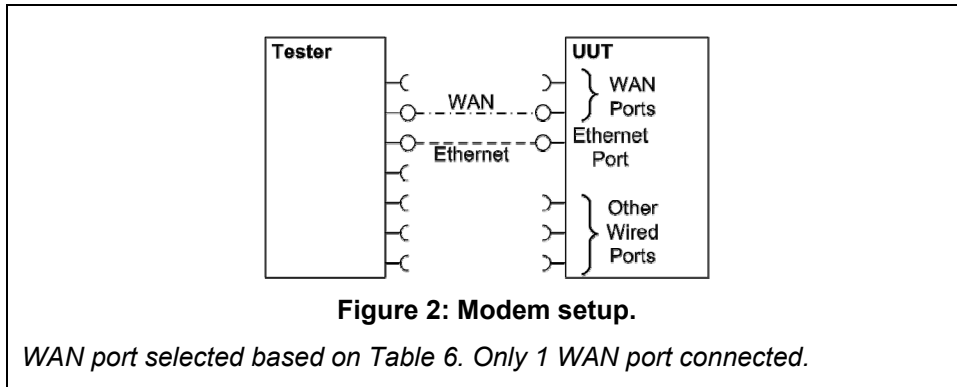 Tester
UUT
WAN
Ports
WAN
Ethernet
Port
Ethernet
Other
Wired
Ports
Figure 2: Modem setup.
WAN port selected based on Table 6. Only 1 WAN port connected.